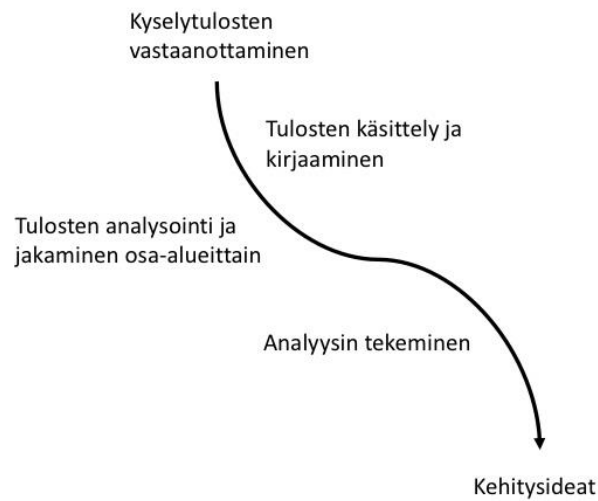 Kyselytulosten
vastaanottaminen
Tulosten käsittely ja
kirjaaminen
Tulosten analysointi ja
jakaminen osa-alueittain
Analyysin tekeminen
Kehitysideat